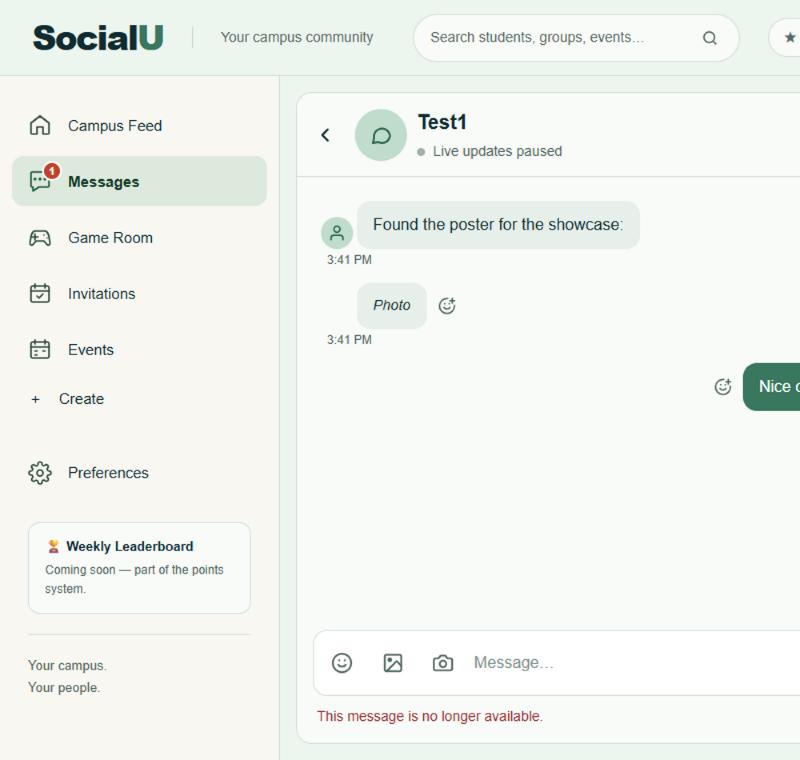 SocialU
Your campus community
Search students, groups, events…
Campus Feed
1
Messages
Game Room
Invitations
Events
+ Create
Preferences
Weekly Leaderboard
Coming soon — part of the points
system.
Your campus.
Your people.
Test1
Live updates paused
Found the poster for the showcase:
3:41 PM
Photo
3:41 PM
Nice
Message…
This message is no longer available.